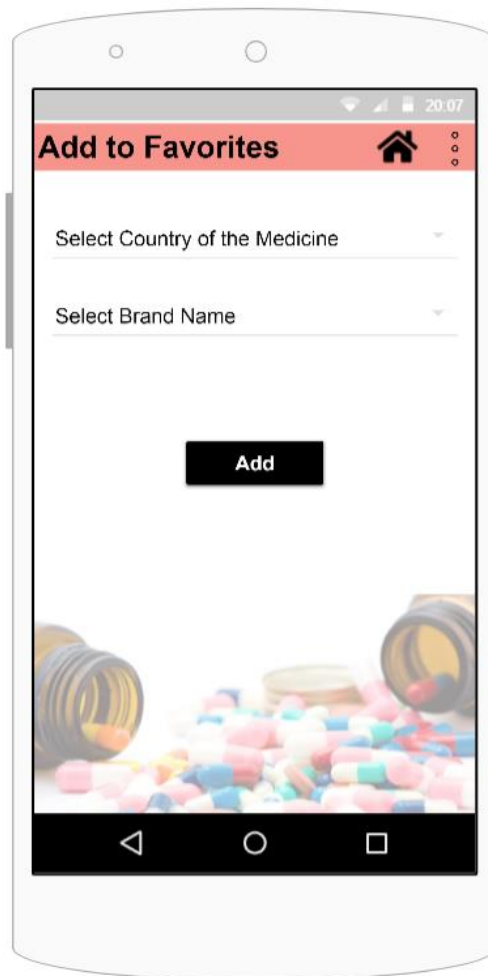 20:07
Add to Favorites
Select Country of the Medicine
Select Brand Name
Add